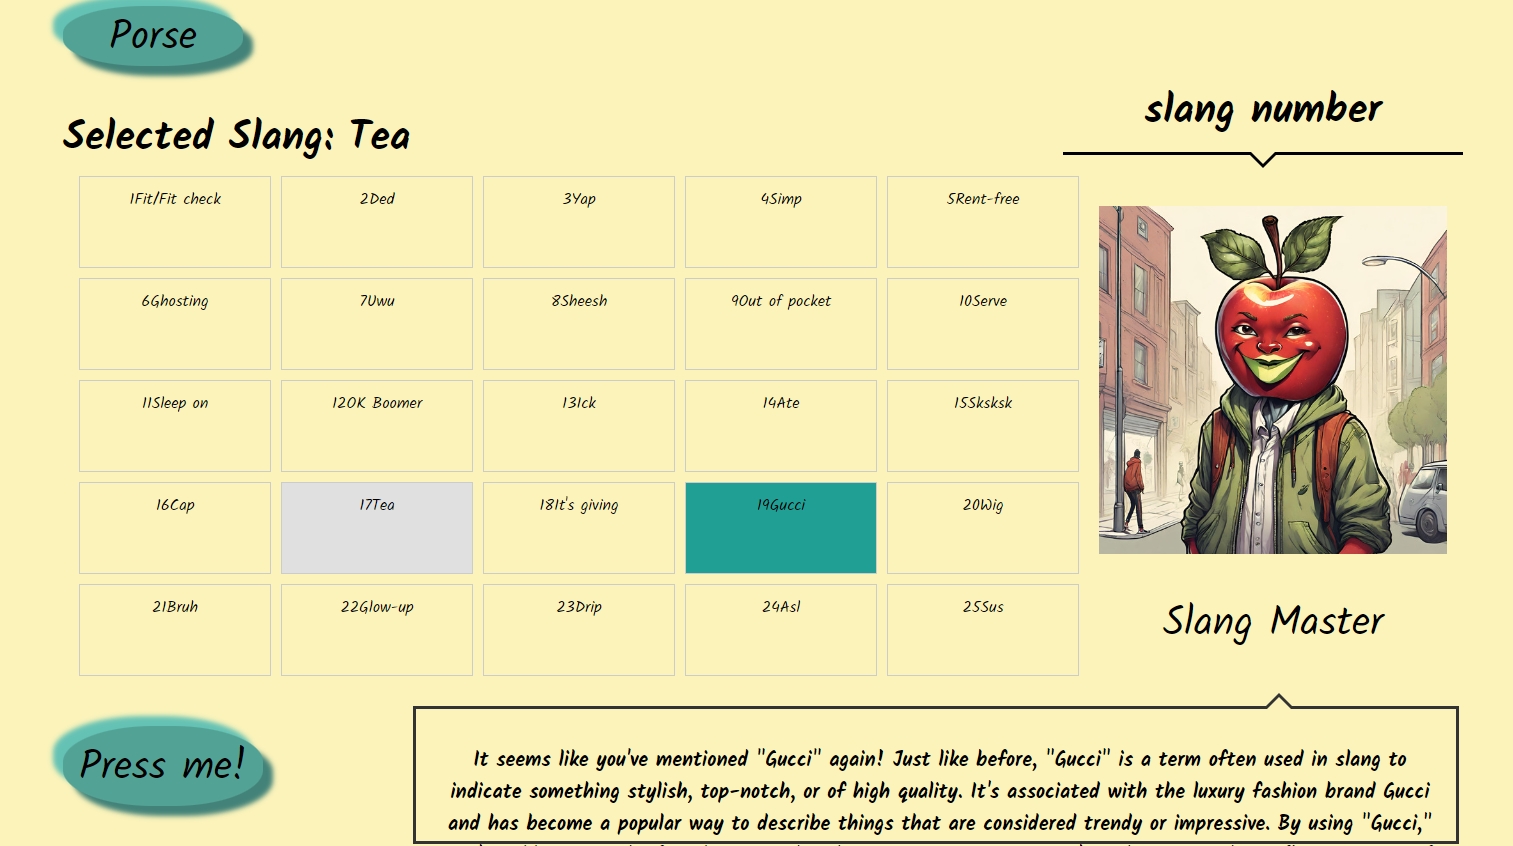 Porse
slang number
Selected Slang: Tea
1Fit/Fit check
2Ded
3Yap
4Simp
5Rent-free
6Ghosting
7Uwu
8Sheesh
9Out of pocket
10Serve
11Sleep on
12OK Boomer
13Ick
14Ate
15Sksksk
16Cap
17Tea
18It's giving
19Gucci
20Wig
21Bruh
22Glow-up
23Drip
24Asl
25Sus
Slang Master
Press me!
It seems like you've mentioned "Gucci" again! Just like before, "Gucci" is a term often used in slang to
indicate something stylish, top-notch, or of high quality. It's associated with the luxury fashion brand Gucci
and has become a popular way to describe things that are considered trendy or impressive. By using "Gucci,"